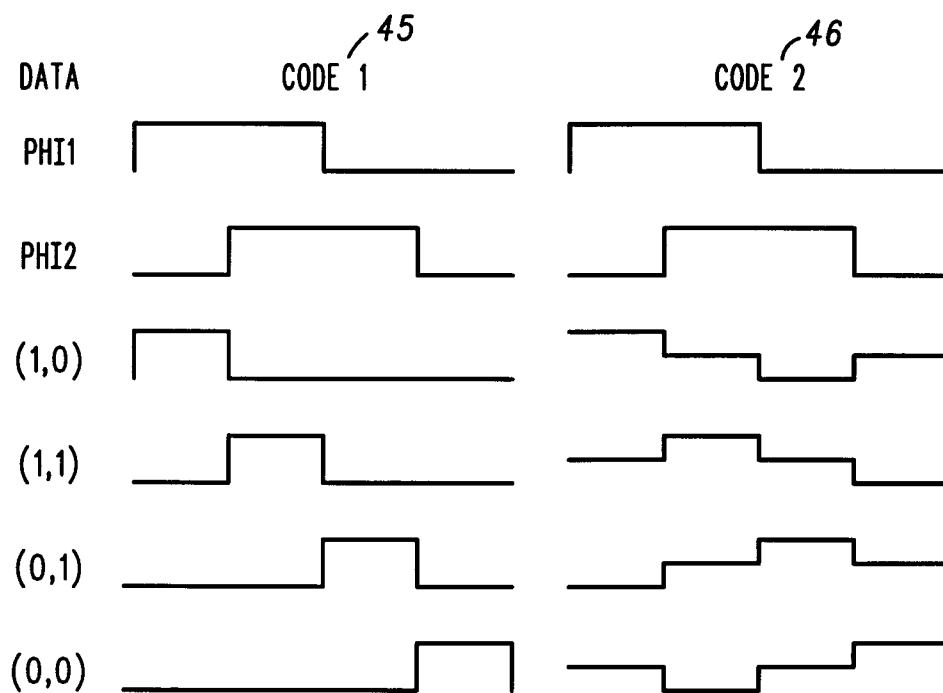 45 46
DATA CODE 1 CODE 2
PHI1
PHI2
(1,0)
(1,1)
(0,1)
(0,0)